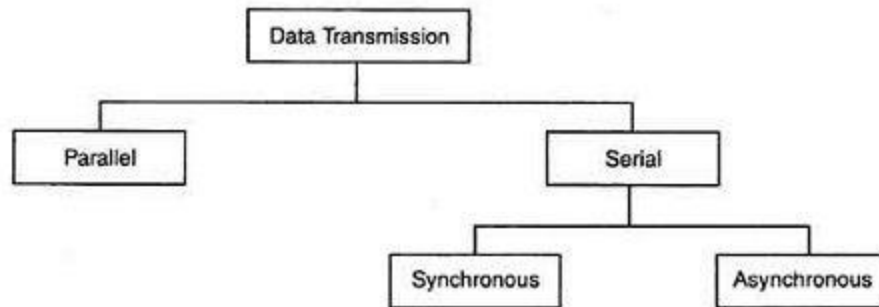 Data Transmission
Parallel
Serial
Synchronous
Asynchronous